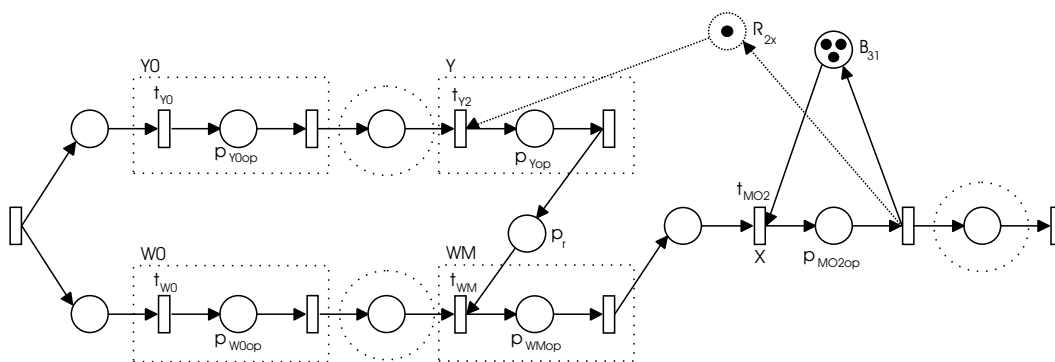 R2x
B31
Y0
Y
tY0
tY2
pY0op
pYop
tMO2
pr
W0
WM
X
pMO2op
tW0
tWM
pW0op
pWMop